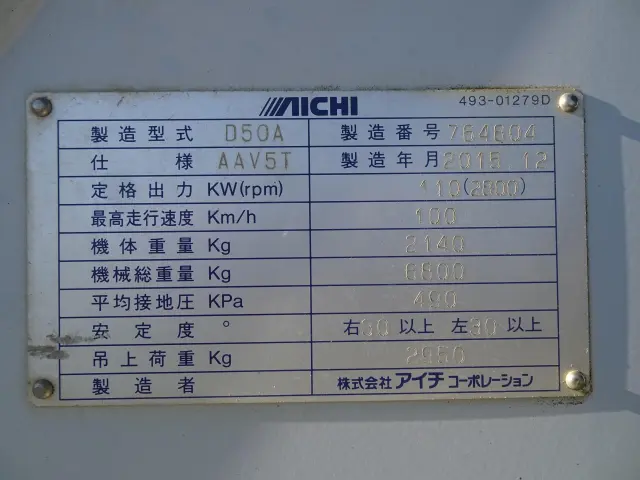 AICHI 493-01279D
製造型式 D50A 製造番号 764604
仕様 AAV5T 製造年月 2015.12
定格出力 KW(rpm) 110(2800)
最高走行速度 Km/h 100
機体重量 Kg 2140
機械総重量 Kg 6600
平均接地圧 KPa 490
安定度 ° 右30以上 左30以上
吊上荷重 Kg
製造者 株式会社アイチコーポレーション